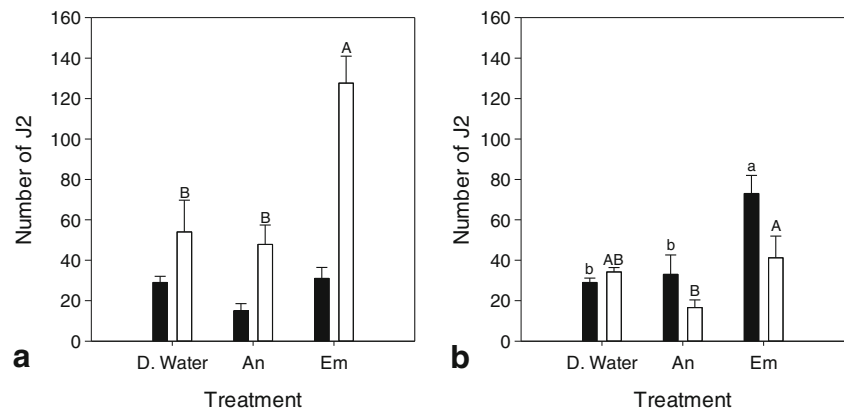 160
140
120
100
80
60
40
20
0
Number of J2
B
B
A
D. Water An Em
Treatment
a
160
140
120
100
80
60
40
20
0
Number of J2
b
AB
b
B
a
A
D. Water An Em
Treatment
b